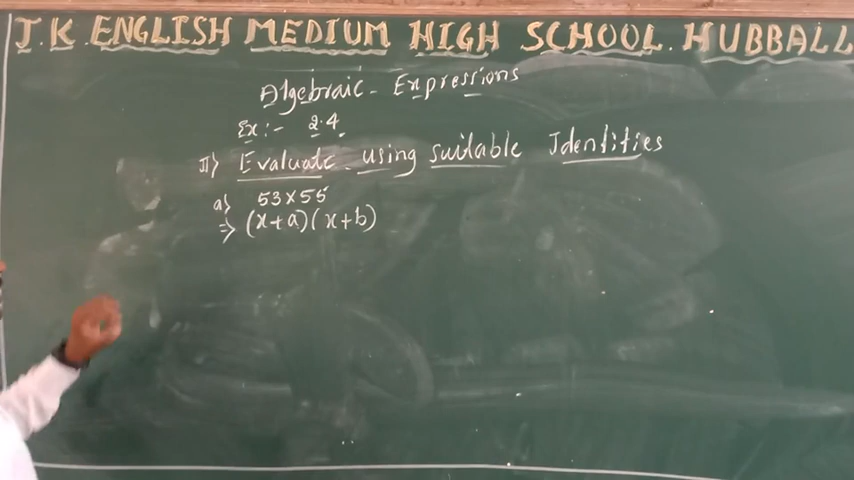 J.K. ENGLISH MEDIUM HIGH SCHOOL. HUBBALL
Algebraic - Expressions
Ex:- 2.4.
II) Evaluate using suitable Identities
a) 53×55
⇒ (x+a)(x+b)